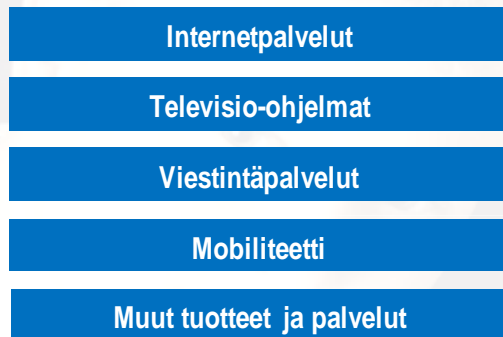 Internetpalvelut
Televisio-ohjelmat
Viestintäpalvelut
Mobiliteetti
Muut tuotteet ja palvelut